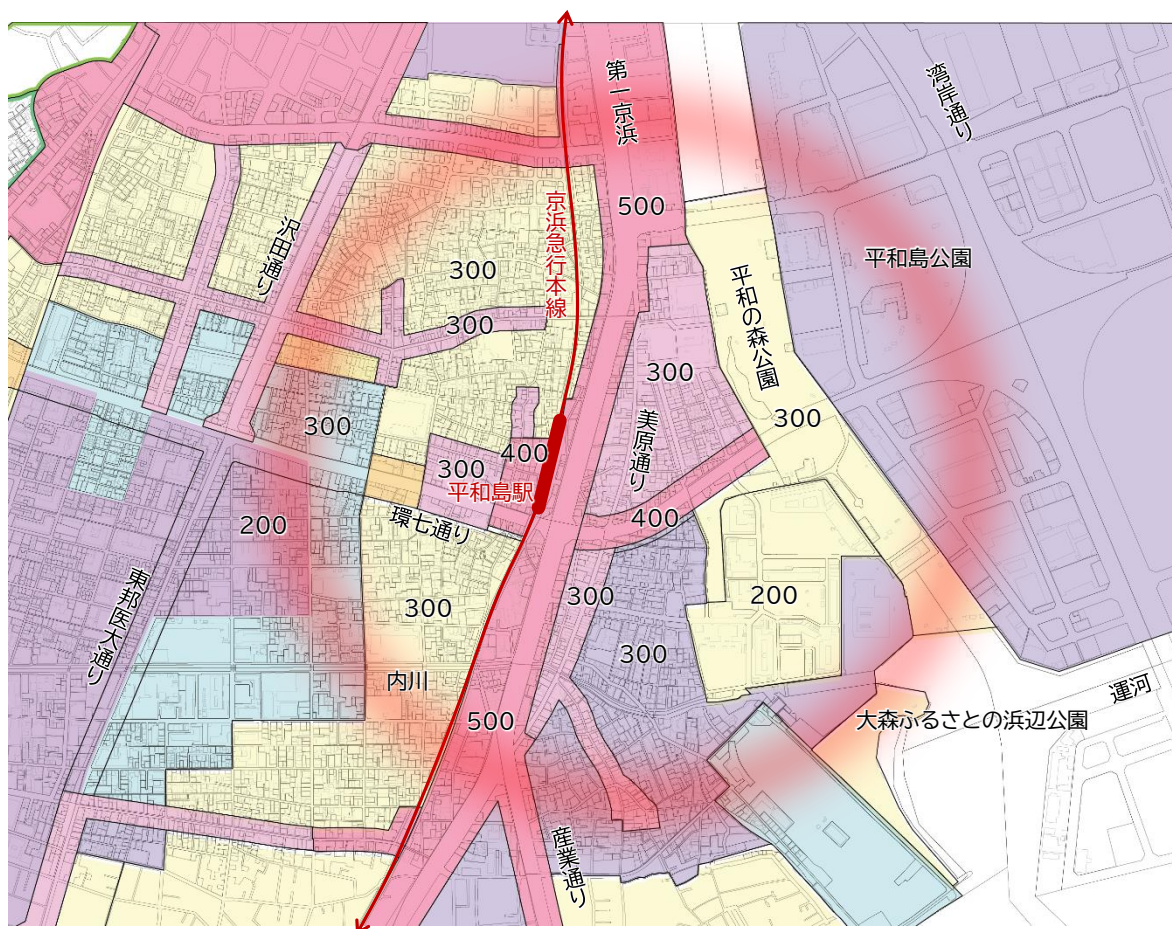 第一京浜
湾岸通り
沢田通り
京浜急行本線
500
平和島公園
300
平和の森公園
300
300
美原通り
300
300
400
300
平和島駅
環七通り
400
200
東邦医大通り
300
300
200
300
内川
500
運河
大森ふるさとの浜辺公園
産業通り